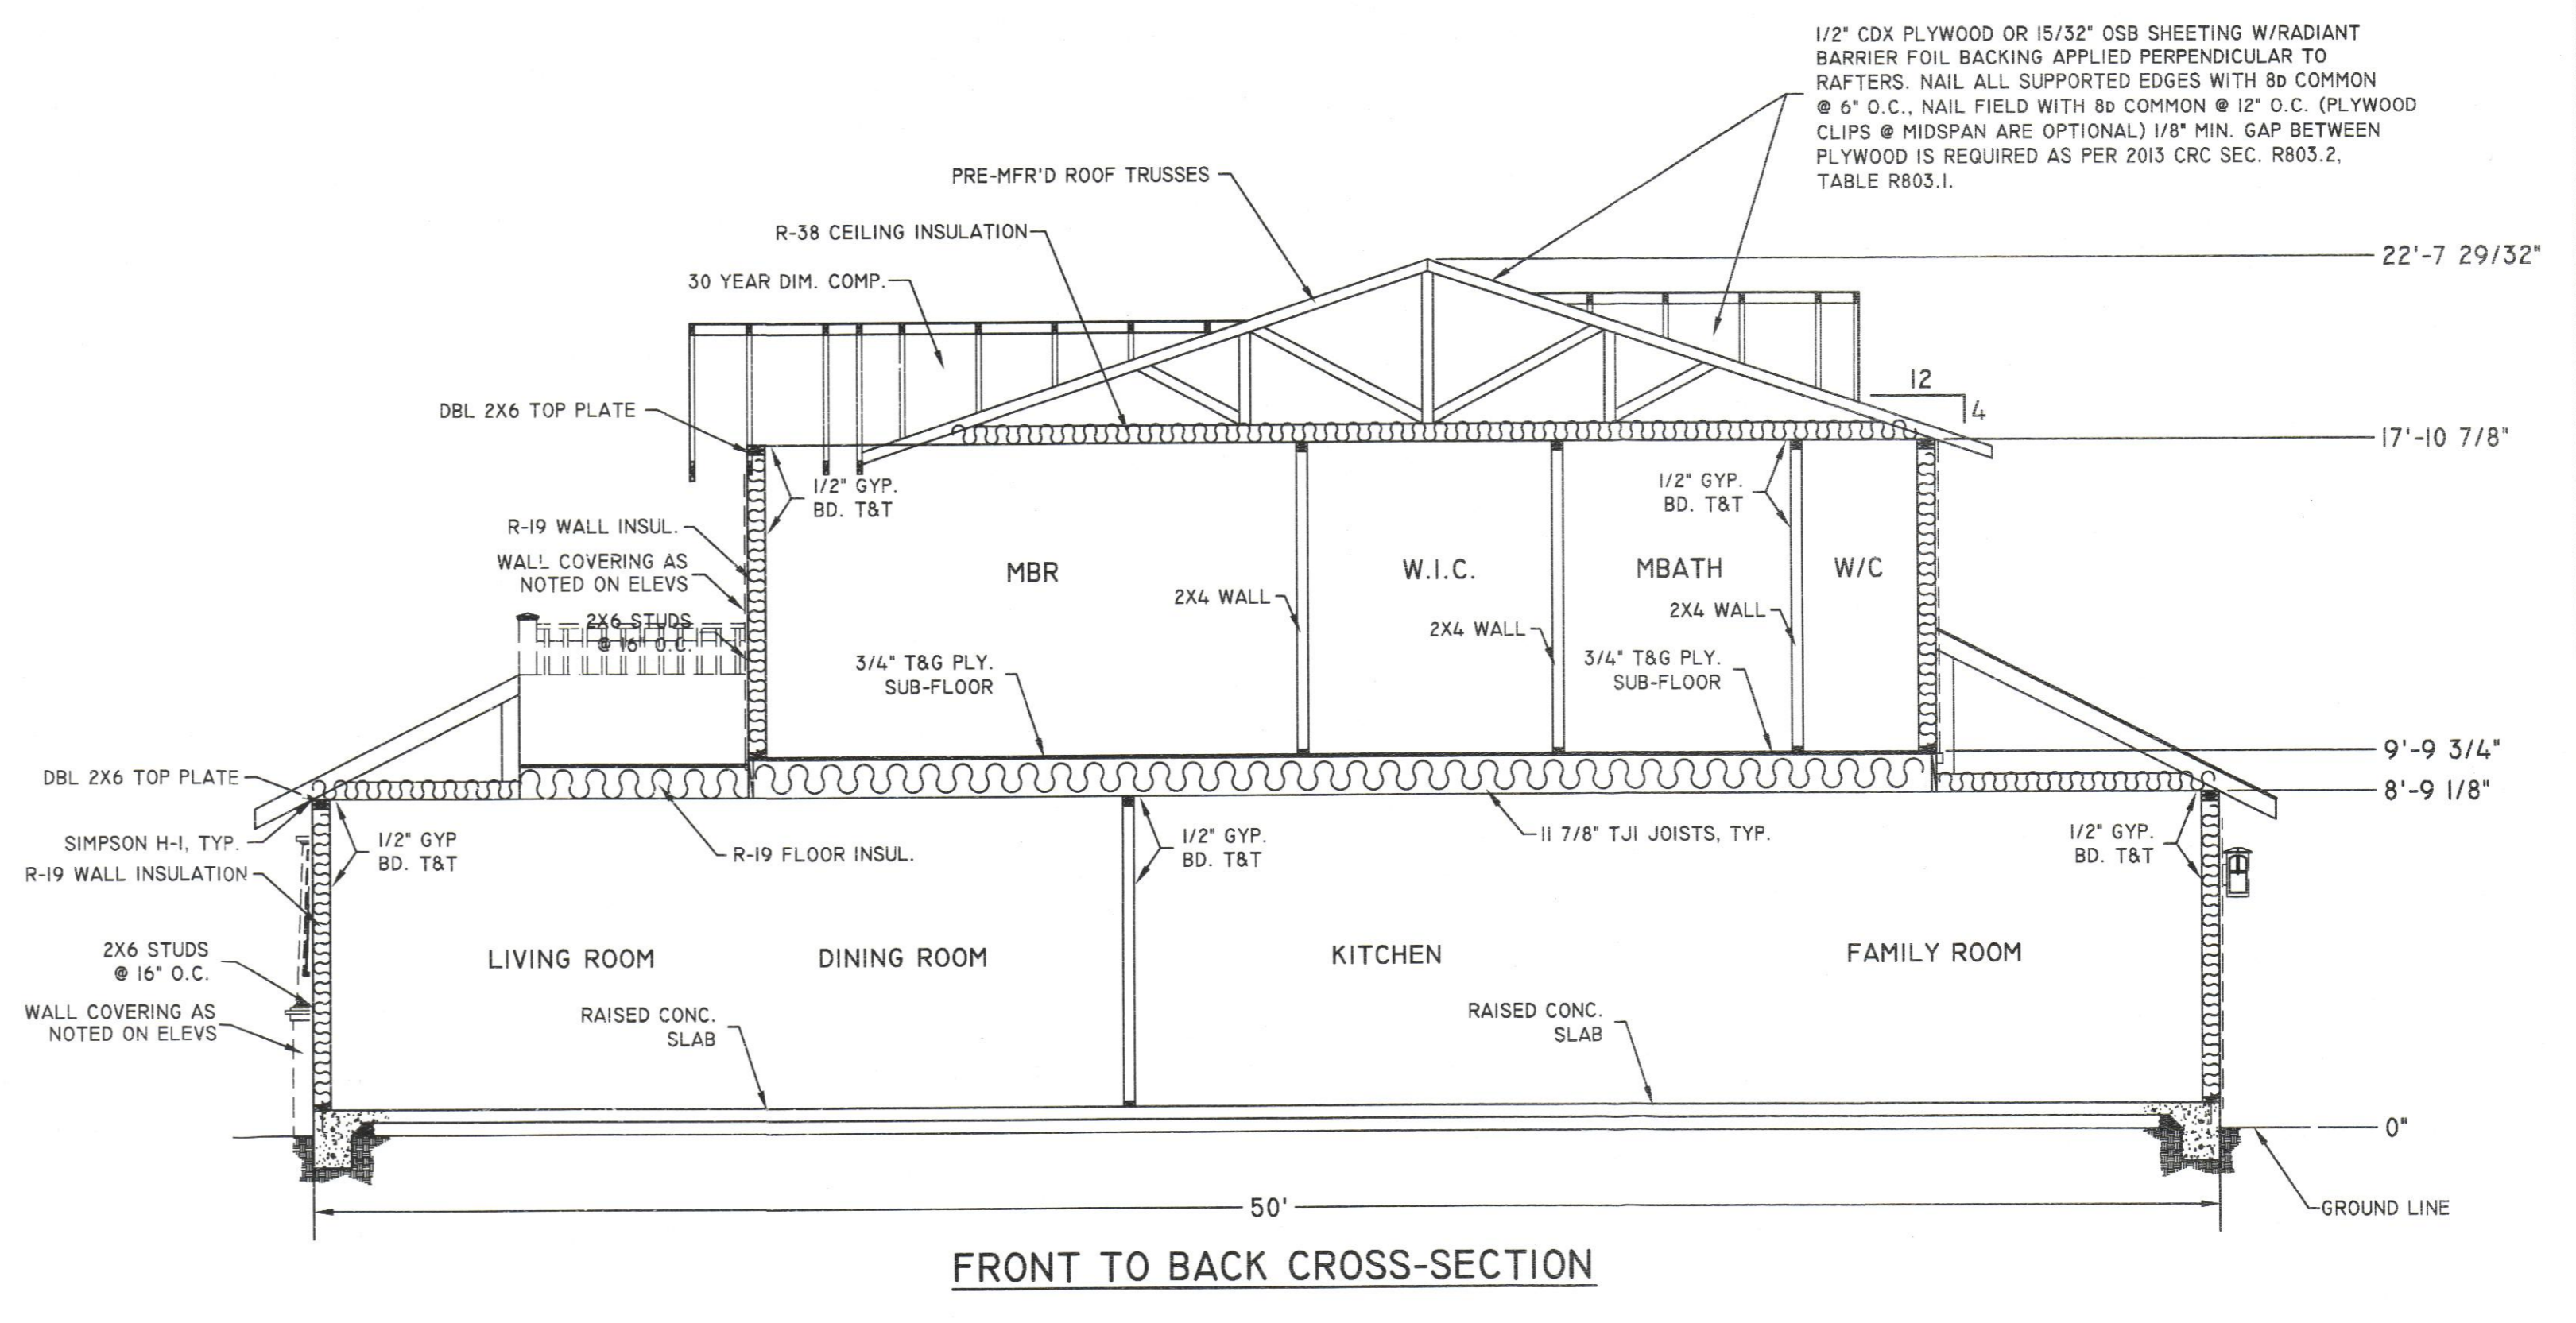 1/2" CDX PLYWOOD OR 15/32" OSB SHEETING W/RADIANT
BARRIER FOIL BACKING APPLIED PERPENDICULAR TO
RAFTERS. NAIL ALL SUPPORTED EDGES WITH 8D COMMON
@ 6" O.C., NAIL FIELD WITH 8D COMMON @ 12" O.C. (PLYWOOD
CLIPS @ MIDSPAN ARE OPTIONAL) 1/8" MIN. GAP BETWEEN
PLYWOOD IS REQUIRED AS PER 2013 CRC SEC. R803.2,
TABLE R803.1.
PRE-MFR'D ROOF TRUSSES
R-38 CEILING INSULATION
30 YEAR DIM. COMP.
22'-7 29/32"
12
4
DBL 2X6 TOP PLATE
17'-10 7/8"
1/2" GYP.
BD. T&T
1/2" GYP.
BD. T&T
R-19 WALL INSUL.
WALL COVERING AS
NOTED ON ELEVS
2X6 STUDS
@ 16" O.C.
MBR
W.I.C.
MBATH
W/C
2X4 WALL
2X4 WALL
2X4 WALL
3/4" T&G PLY.
SUB-FLOOR
3/4" T&G PLY.
SUB-FLOOR
9'-9 3/4"
8'-9 1/8"
DBL 2X6 TOP PLATE
SIMPSON H-1, TYP.
R-19 WALL INSULATION
1/2" GYP
BD. T&T
R-19 FLOOR INSUL.
1/2" GYP.
BD. T&T
11 7/8" TJI JOISTS, TYP.
1/2" GYP.
BD. T&T
2X6 STUDS
@ 16" O.C.
WALL COVERING AS
NOTED ON ELEVS
LIVING ROOM
DINING ROOM
KITCHEN
FAMILY ROOM
RAISED CONC.
SLAB
RAISED CONC.
SLAB
0"
50'
GROUND LINE
FRONT TO BACK CROSS-SECTION